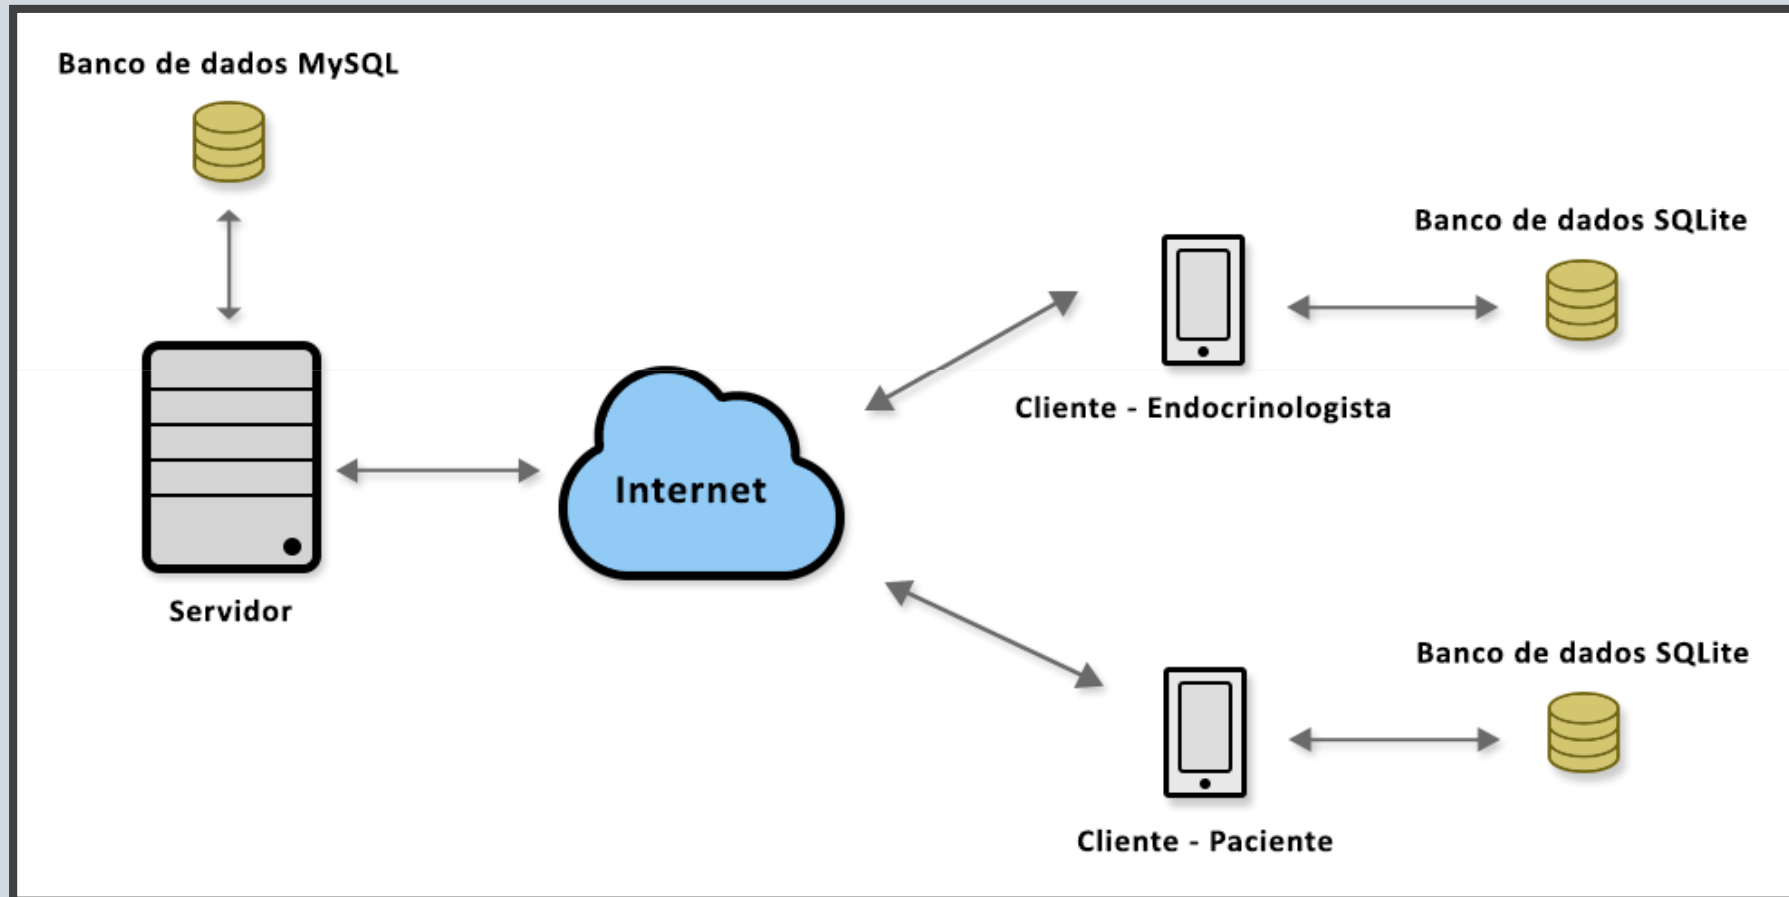 Banco de dados MySQL
Banco de dados SQLite
Cliente - Endocrinologista
Internet
Servidor
Banco de dados SQLite
Cliente - Paciente